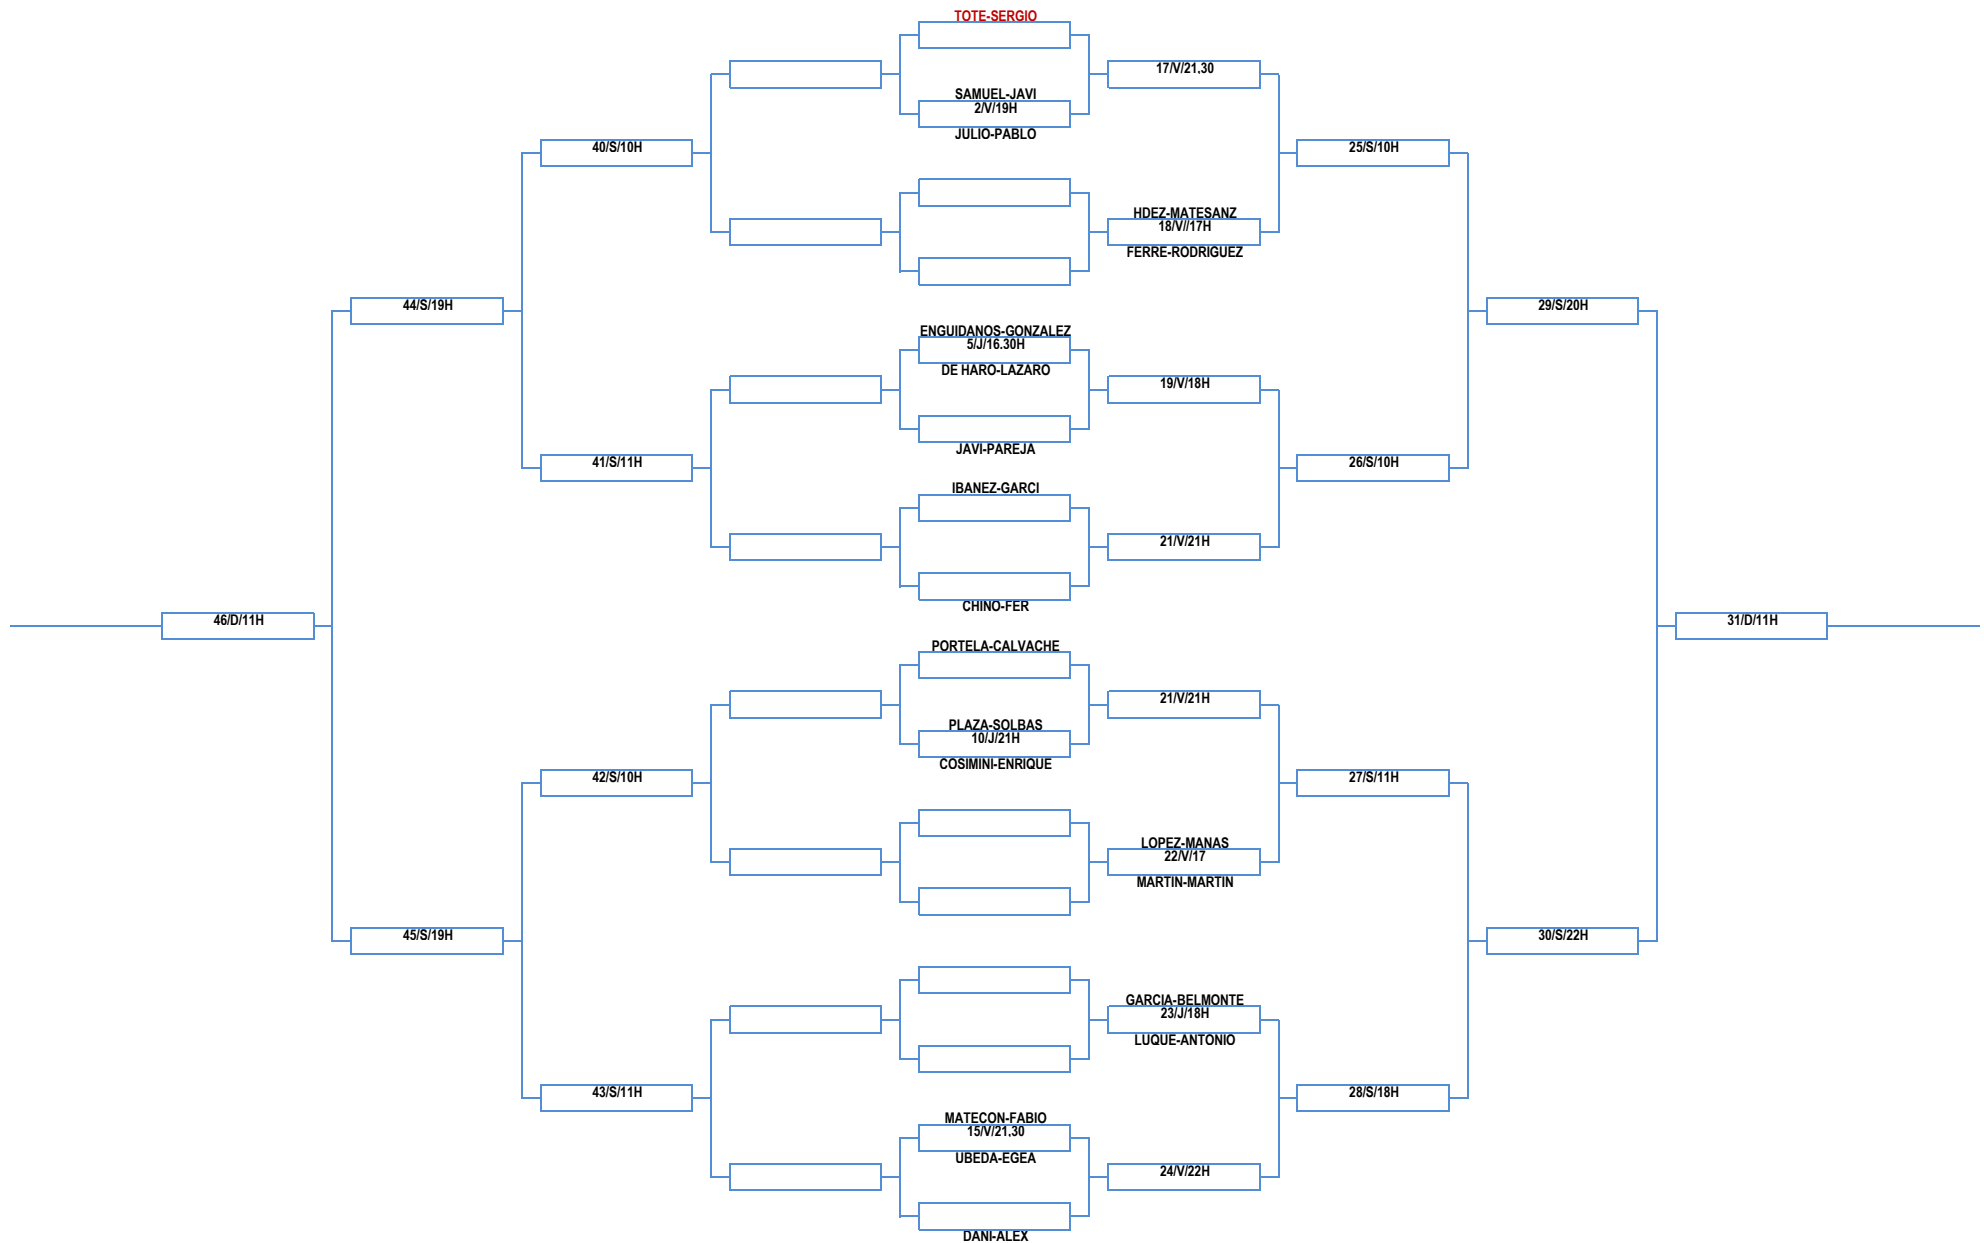 TOTE-SERGIO
17/V/21,30
SAMUEL-JAVI
2/V/19H
JULIO-PABLO
40/S/10H
25/S/10H
HDEZ-MATESANZ
18/V//17H
FERRE-RODRIGUEZ
44/S/19H
29/S/20H
ENGUIDANOS-GONZALEZ
5/J/16.30H
DE HARO-LAZARO
19/V/18H
JAVI-PAREJA
41/S/11H
26/S/10H
IBANEZ-GARCI
21/V/21H
CHINO-FER
46/D/11H
31/D/11H
PORTELA-CALVACHE
21/V/21H
PLAZA-SOLBAS
10/J/21H
COSIMINI-ENRIQUE
42/S/10H
27/S/11H
LOPEZ-MANAS
22/V/17
MARTIN-MARTIN
45/S/19H
30/S/22H
GARCIA-BELMONTE
23/J/18H
LUQUE-ANTONIO
43/S/11H
28/S/18H
MATECON-FABIO
15/V/21,30
UBEDA-EGEA
24/V/22H
DANI-ALEX